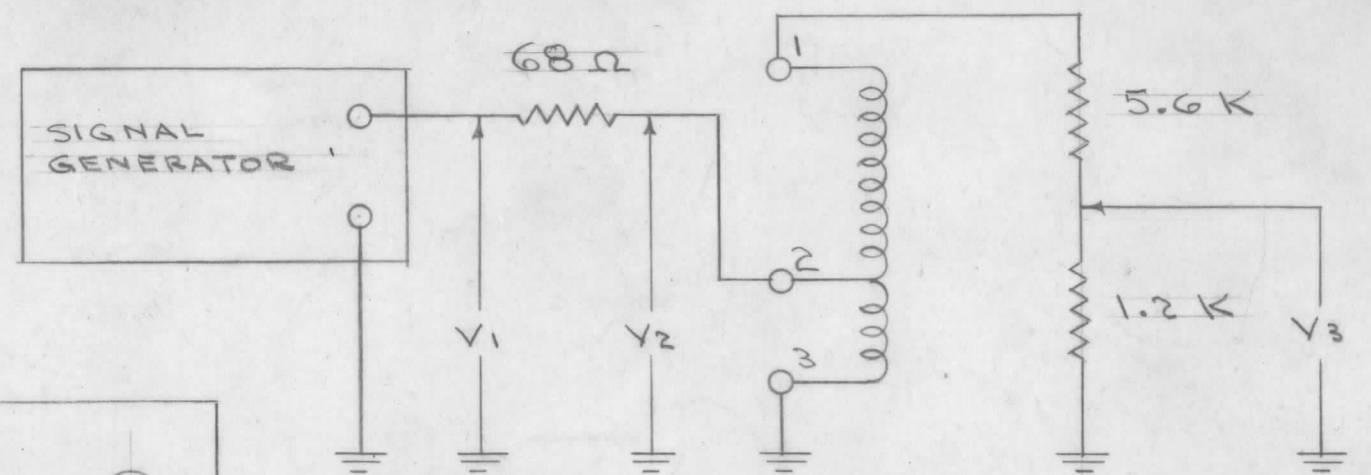 SIGNAL
GENERATOR
68 Ω
1
2
3
V1
V2
5.6 K
1.2 K
V3